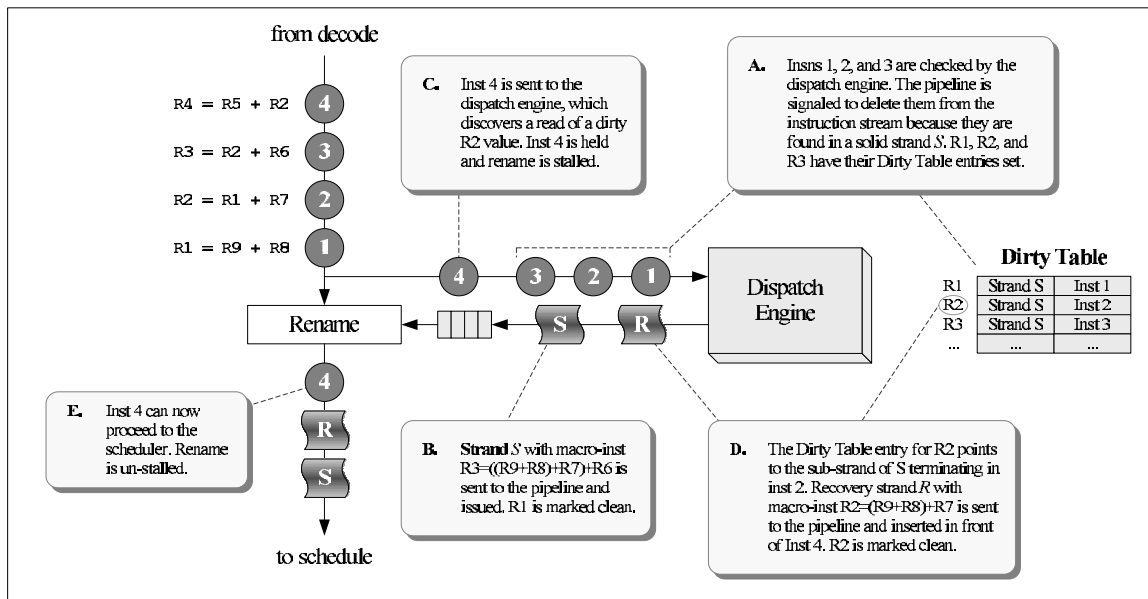 from decode
R4 = R5 + R2
4
R3 = R2 + R6
3
R2 = R1 + R7
2
R1 = R9 + R8
1
C. Inst 4 is sent to the
dispatch engine, which
discovers a read of a dirty
R2 value. Inst 4 is held
and rename is stalled.
A. Insns 1, 2, and 3 are checked by the
dispatch engine. The pipeline is
signaled to delete them from the
instruction stream because they are
found in a solid strand S. R1, R2, and
R3 have their Dirty Table entries set.
4
3
2
1
Dispatch
Engine
Dirty Table
R1 Strand S Inst 1
R2 Strand S Inst 2
R3 Strand S Inst 3
... ... ...
Rename
S
R
4
R
S
to schedule
E. Inst 4 can now
proceed to the
scheduler. Rename
is un-stalled.
B. Strand S with macro-inst
R3=((R9+R8)+R7)+R6 is
sent to the pipeline and
issued. R1 is marked clean.
D. The Dirty Table entry for R2 points
to the sub-strand of S terminating in
inst 2. Recovery strand R with
macro-inst R2=(R9+R8)+R7 is sent
to the pipeline and inserted in front
of Inst 4. R2 is marked clean.